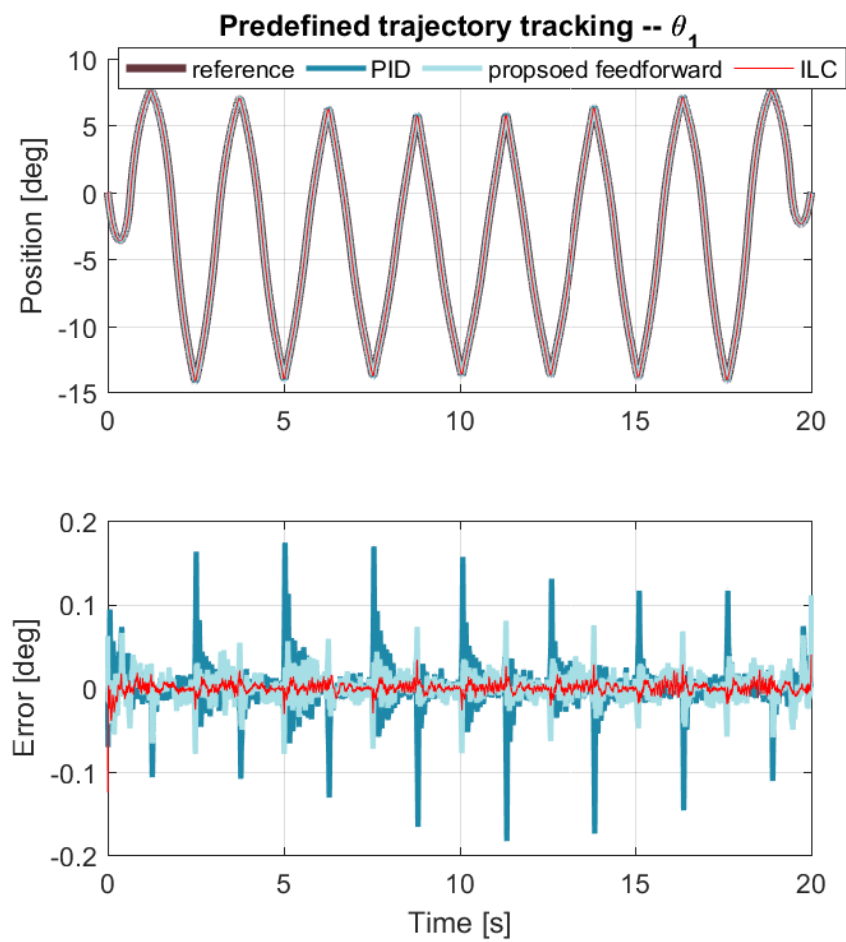 Predefined trajectory tracking -- θ1
reference PID propsoed feedforward ILC
Position [deg]
10
5
0
-5
-10
-15
0 5 10 15 20
Error [deg]
0.2
0.1
0
-0.1
-0.2
0 5 10 15 20
Time [s]